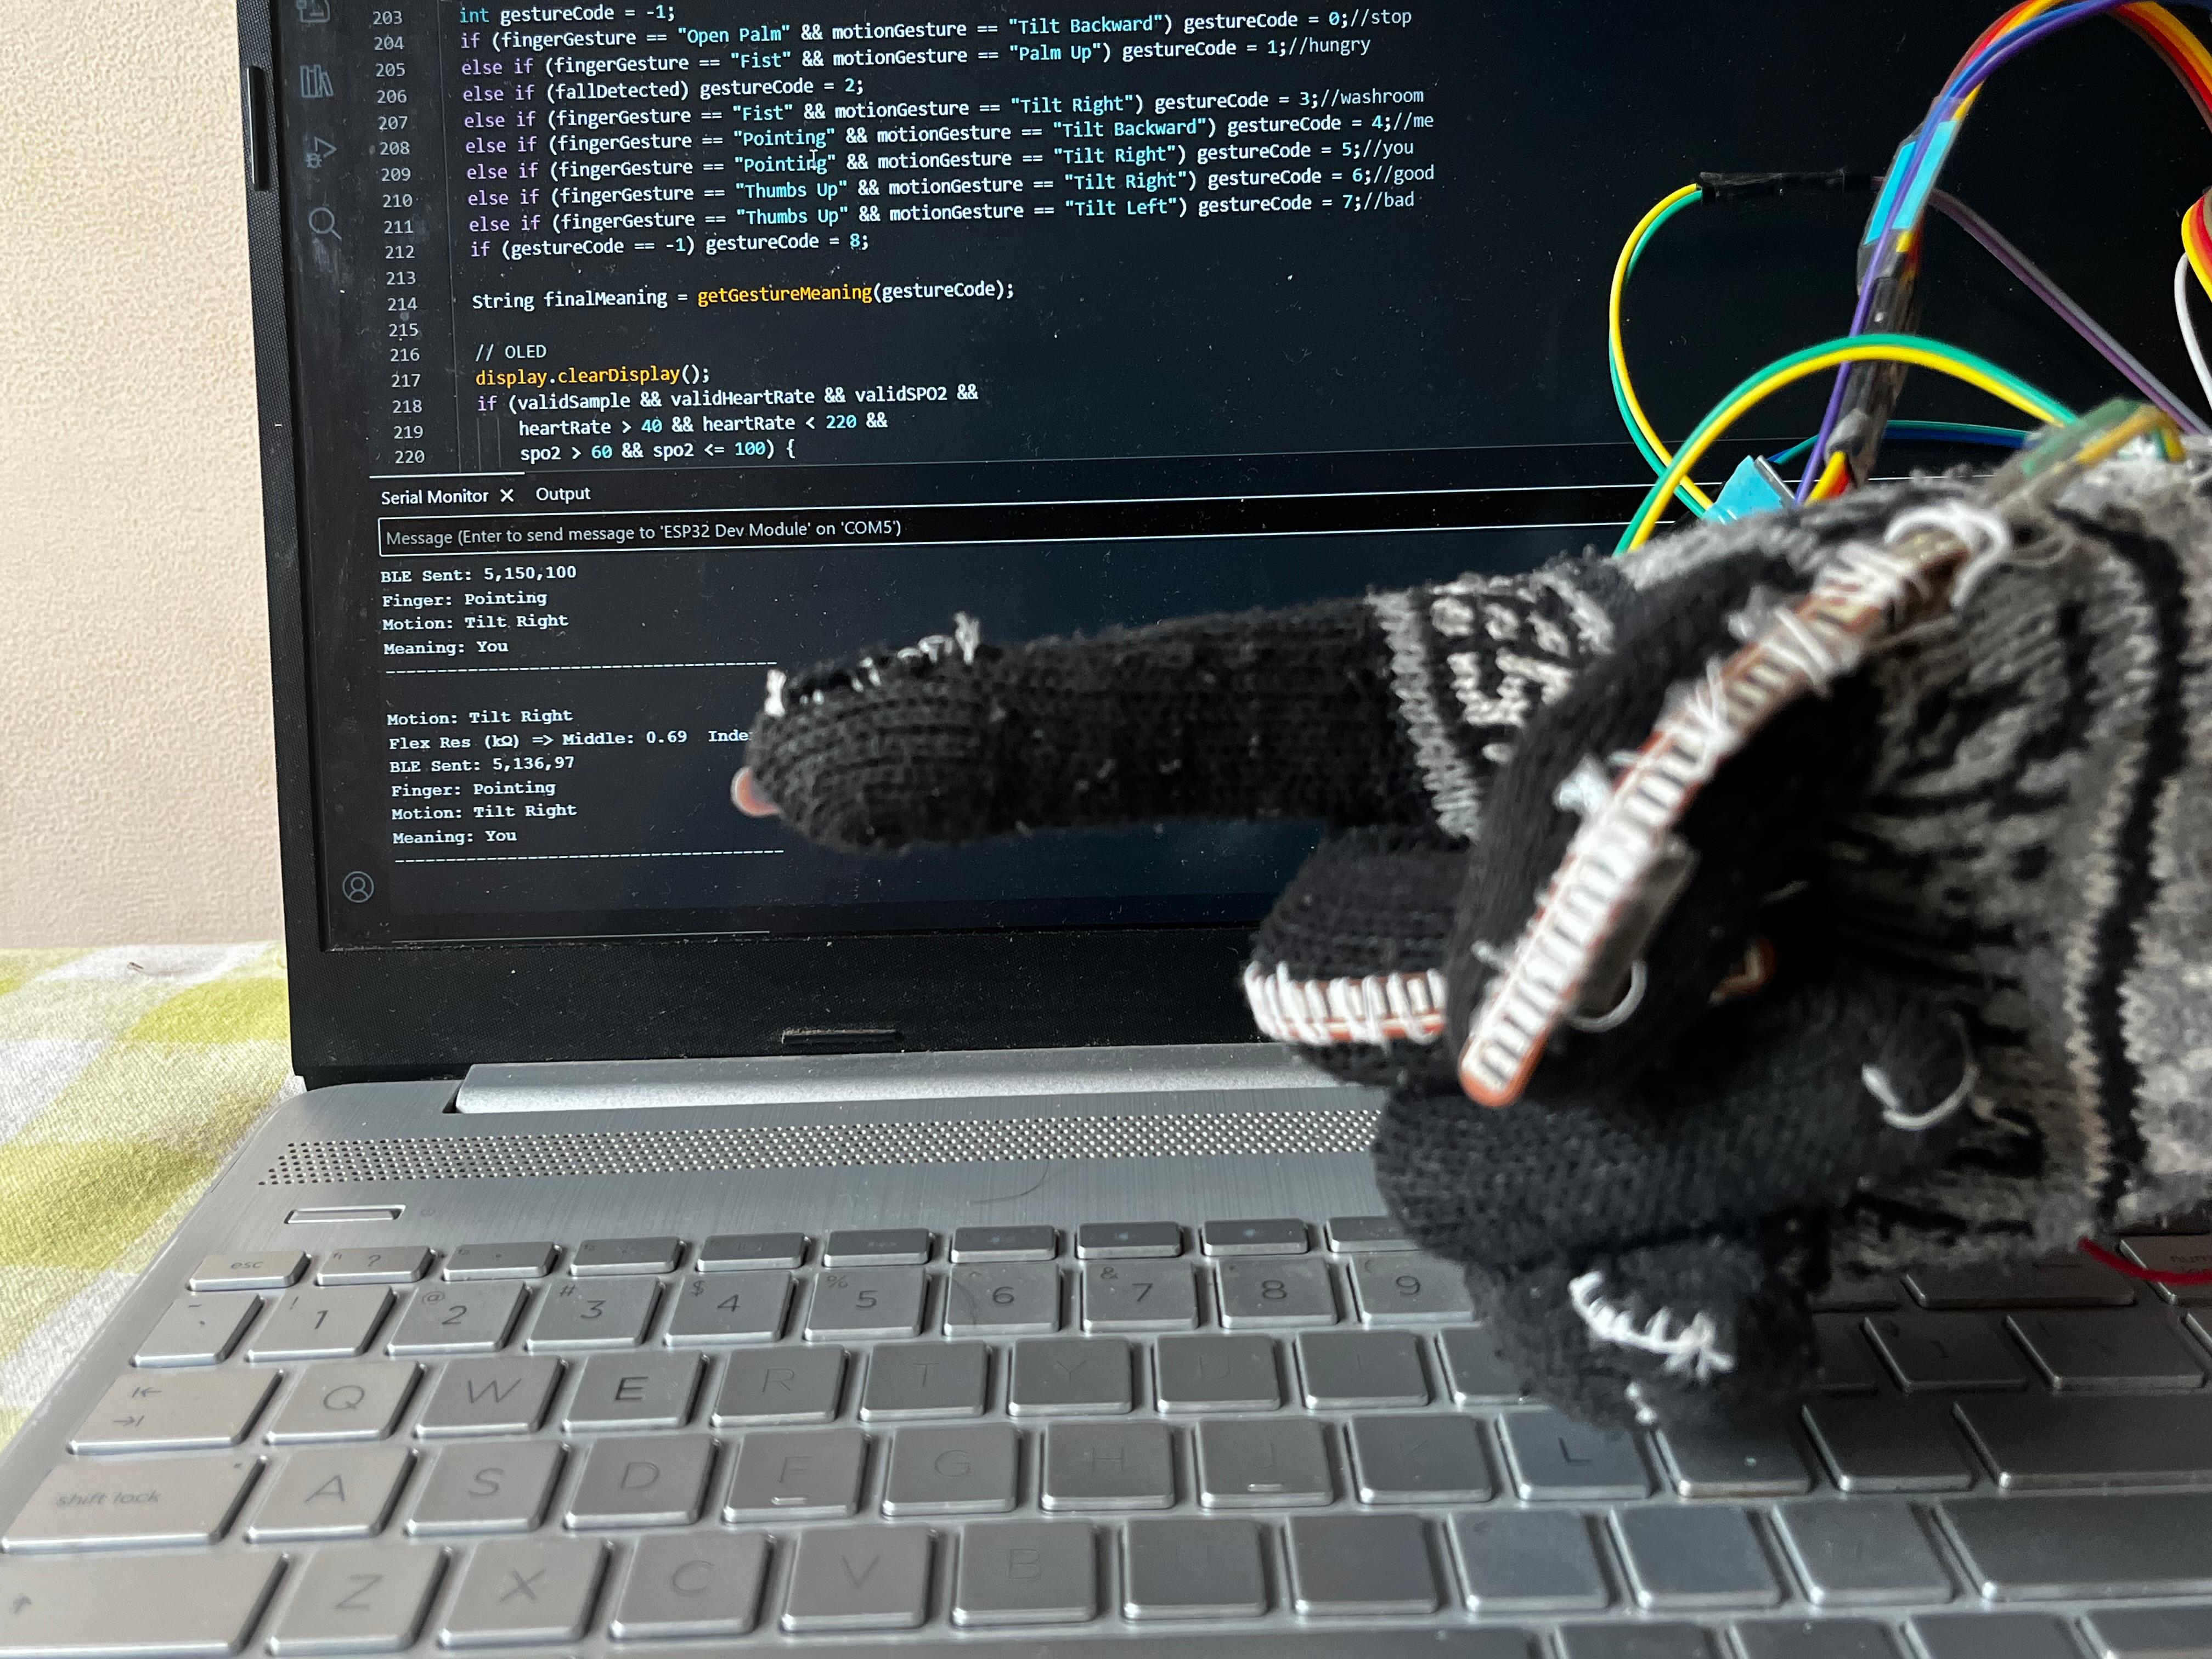 203 int gestureCode = -1;
204 if (fingerGesture == "Open Palm" && motionGesture == "Tilt Backward") gestureCode = 0;//stop
205 else if (fingerGesture == "Fist" && motionGesture == "Palm Up") gestureCode = 1;//hungry
206 else if (fallDetected) gestureCode = 2;
207 else if (fingerGesture == "Fist" && motionGesture == "Tilt Right") gestureCode = 3;//washroom
208 else if (fingerGesture == "Pointing" && motionGesture == "Tilt Backward") gestureCode = 4;//me
209 else if (fingerGesture == "Pointing" && motionGesture == "Tilt Right") gestureCode = 5;//you
210 else if (fingerGesture == "Thumbs Up" && motionGesture == "Tilt Right") gestureCode = 6;//good
211 else if (fingerGesture == "Thumbs Up" && motionGesture == "Tilt Left") gestureCode = 7;//bad
212 if (gestureCode == -1) gestureCode = 8;
213
214 String finalMeaning = getGestureMeaning(gestureCode);
215
216 // OLED
217 display.clearDisplay();
218 if (validSample && validHeartRate && validSPO2 &&
219 heartRate > 40 && heartRate < 220 &&
220 spo2 > 60 && spo2 <= 100) {
Serial Monitor × Output
Message (Enter to send message to 'ESP32 Dev Module' on 'COM5')
BLE Sent: 5,150,100
Finger: Pointing
Motion: Tilt Right
Meaning: You
---------------------------------------
Motion: Tilt Right
Flex Res (kΩ) => Middle: 0.69 Inde
BLE Sent: 5,136,97
Finger: Pointing
Motion: Tilt Right
Meaning: You
---------------------------------------
esc ?
! 1 @ 2 # 3 $ 4 % 5 6 & 7 8 ( 9
Q W E R T Y U
shift lock A S D F G H J K L
Z X C V B